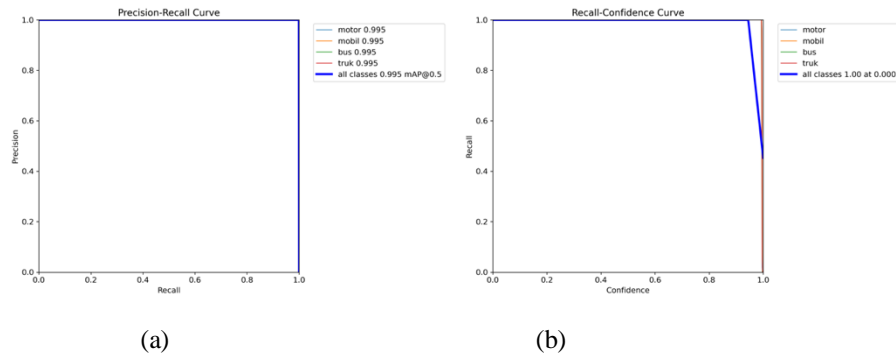 Precision-Recall Curve
motor 0.995
mobil 0.995
bus 0.995
truk 0.995
all classes 0.995 mAP@0.5
1.0
0.8
0.6
0.4
0.2
0.0
Precision
0.0 0.2 0.4 0.6 0.8 1.0
Recall
(a)
Recall-Confidence Curve
motor
mobil
bus
truk
all classes 1.00 at 0.000
1.0
0.8
0.6
0.4
0.2
0.0
Recall
0.0 0.2 0.4 0.6 0.8 1.0
Confidence
(b)